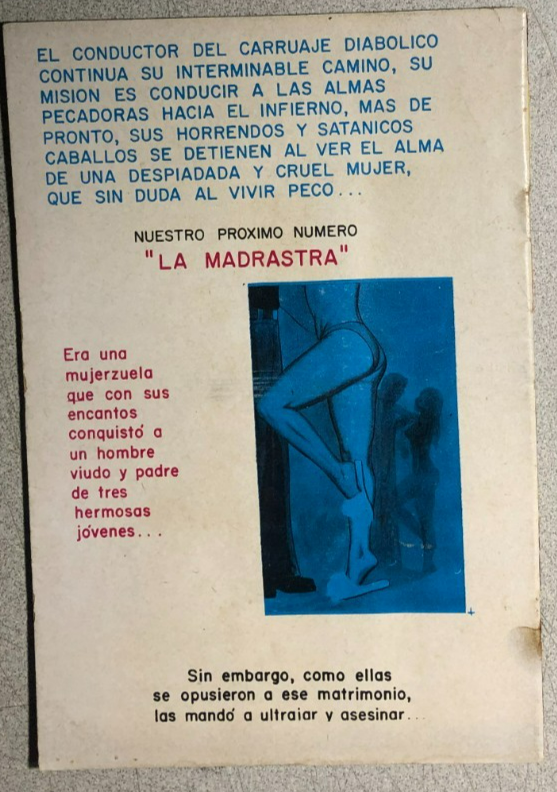 EL CONDUCTOR DEL CARRUAJE DIABOLICO
CONTINUA SU INTERMINABLE CAMINO, SU
MISION ES CONDUCIR A LAS ALMAS
PECADORAS HACIA EL INFIERNO, MAS DE
PRONTO, SUS HORRENDOS Y SATANICOS
CABALLOS SE DETIENEN AL VER EL ALMA
DE UNA DESPIADADA Y CRUEL MUJER,
QUE SIN DUDA AL VIVIR PECO...
NUESTRO PROXIMO NUMERO
"LA MADRASTRA"
Era una
mujerzuela
que con sus
encantos
conquistó a
un hombre
viudo y padre
de tres
hermosas
jóvenes...
Sin embargo, como ellas
se opusieron a ese matrimonio,
las mandó a ultrajar y asesinar...